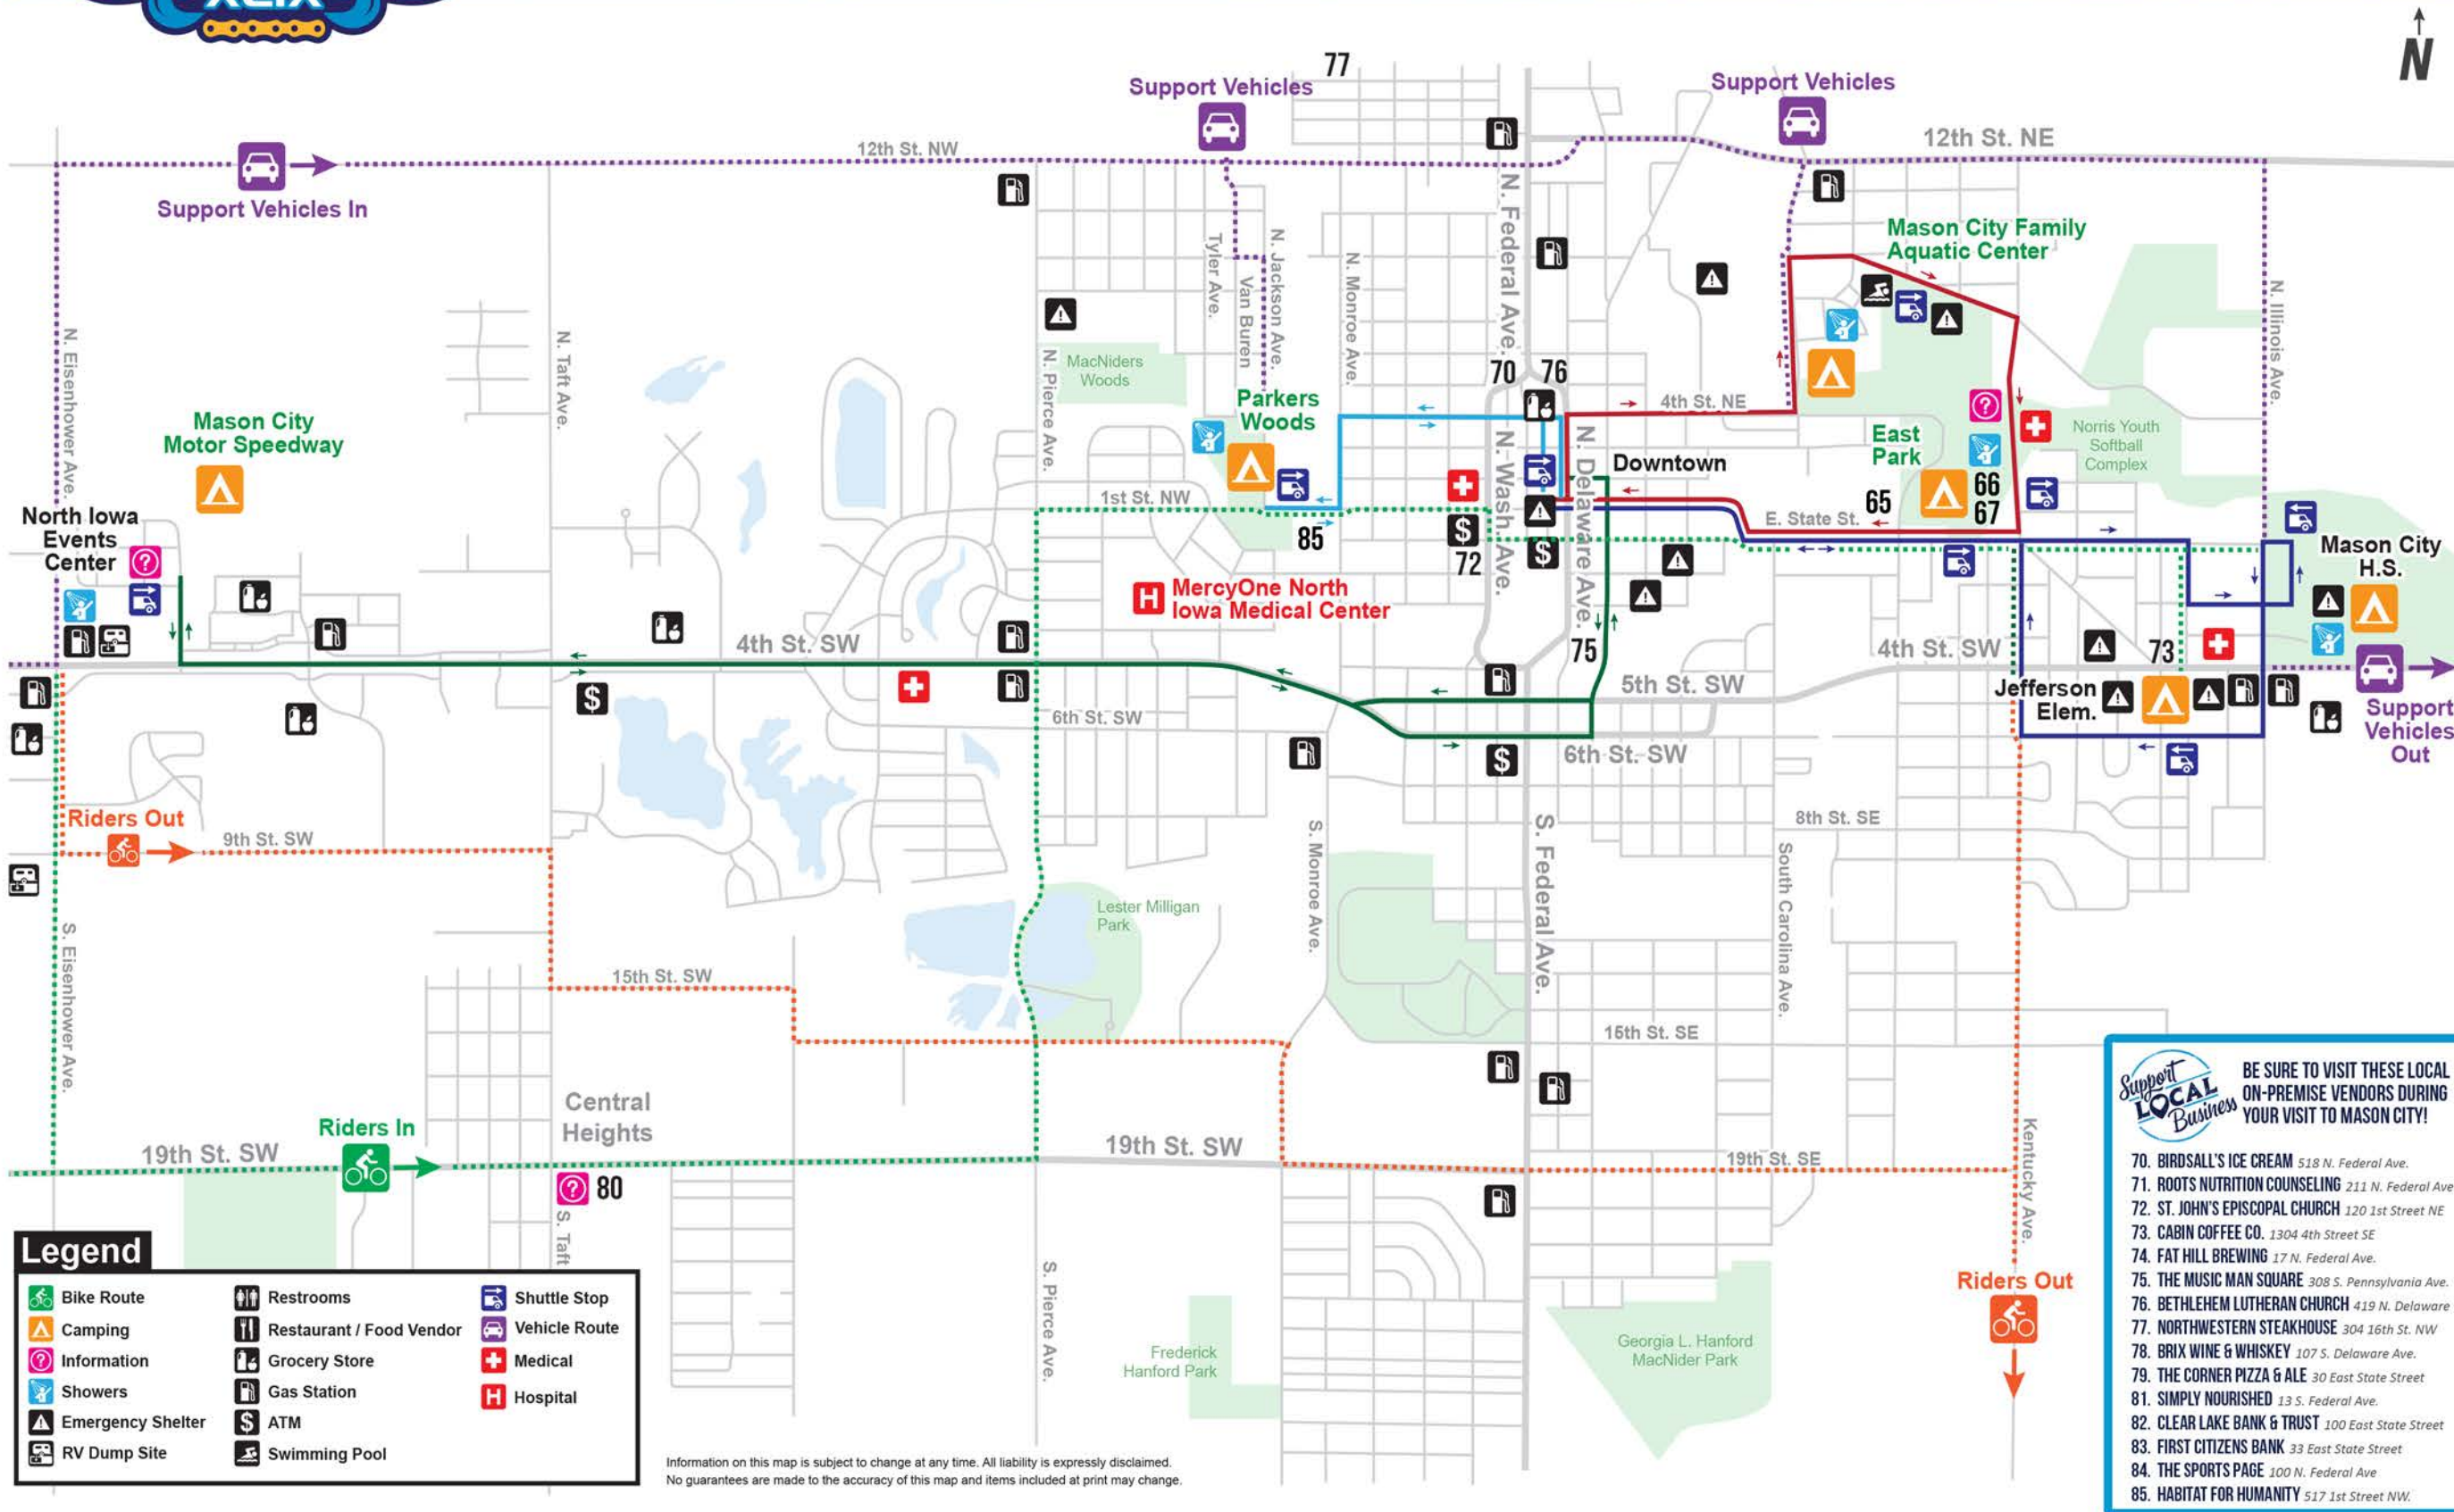 XLIX
N
77
Support Vehicles
Support Vehicles
12th St. NW
12th St. NE
Support Vehicles In
Mason City Family
Aquatic Center
N. Federal Ave.
Tyler Ave.
Van Buren
N. Jackson Ave.
N. Monroe Ave.
N. Illinois Ave.
N. Eisenhower Ave.
N. Taft Ave.
N. Pierce Ave.
MacNiders
Woods
70
76
Parkers
Woods
4th St. NE
Mason City
Motor Speedway
East
Park
Norris Youth
Softball
Complex
N. Wash. Ave.
N. Delaware Ave.
Downtown
1st St. NW
65
66
67
E. State St.
North Iowa
Events
Center
85
72
Mason City
H.S.
MercyOne North
Iowa Medical Center
4th St. SW
75
4th St. SW
73
5th St. SW
Jefferson
Elem.
Support
Vehicles
Out
6th St. SW
6th St. SW
Riders Out
9th St. SW
8th St. SE
S. Monroe Ave.
S. Federal Ave.
South Carolina Ave.
Lester Milligan
Park
S. Eisenhower Ave.
15th St. SW
15th St. SE
Central
Heights
Riders In
19th St. SW
19th St. SW
19th St. SE
Kentucky Ave.
80
S. Taft
S. Pierce Ave.
Riders Out
Frederick
Hanford Park
Georgia L. Hanford
MacNider Park
Legend
Bike Route
Camping
Information
Showers
Emergency Shelter
RV Dump Site
Restrooms
Restaurant / Food Vendor
Grocery Store
Gas Station
ATM
Swimming Pool
Shuttle Stop
Vehicle Route
Medical
Hospital
Information on this map is subject to change at any time. All liability is expressly disclaimed.
No guarantees are made to the accuracy of this map and items included at print may change.
Support
LOCAL
Business
BE SURE TO VISIT THESE LOCAL
ON-PREMISE VENDORS DURING
YOUR VISIT TO MASON CITY!
70. BIRDSALL'S ICE CREAM 518 N. Federal Ave.
71. ROOTS NUTRITION COUNSELING 211 N. Federal Ave
72. ST. JOHN'S EPISCOPAL CHURCH 120 1st Street NE
73. CABIN COFFEE CO. 1304 4th Street SE
74. FAT HILL BREWING 17 N. Federal Ave.
75. THE MUSIC MAN SQUARE 308 S. Pennsylvania Ave.
76. BETHLEHEM LUTHERAN CHURCH 419 N. Delaware
77. NORTHWESTERN STEAKHOUSE 304 16th St. NW
78. BRIX WINE & WHISKEY 107 S. Delaware Ave.
79. THE CORNER PIZZA & ALE 30 East State Street
81. SIMPLY NOURISHED 13 S. Federal Ave.
82. CLEAR LAKE BANK & TRUST 100 East State Street
83. FIRST CITIZENS BANK 33 East State Street
84. THE SPORTS PAGE 100 N. Federal Ave
85. HABITAT FOR HUMANITY 517 1st Street NW.